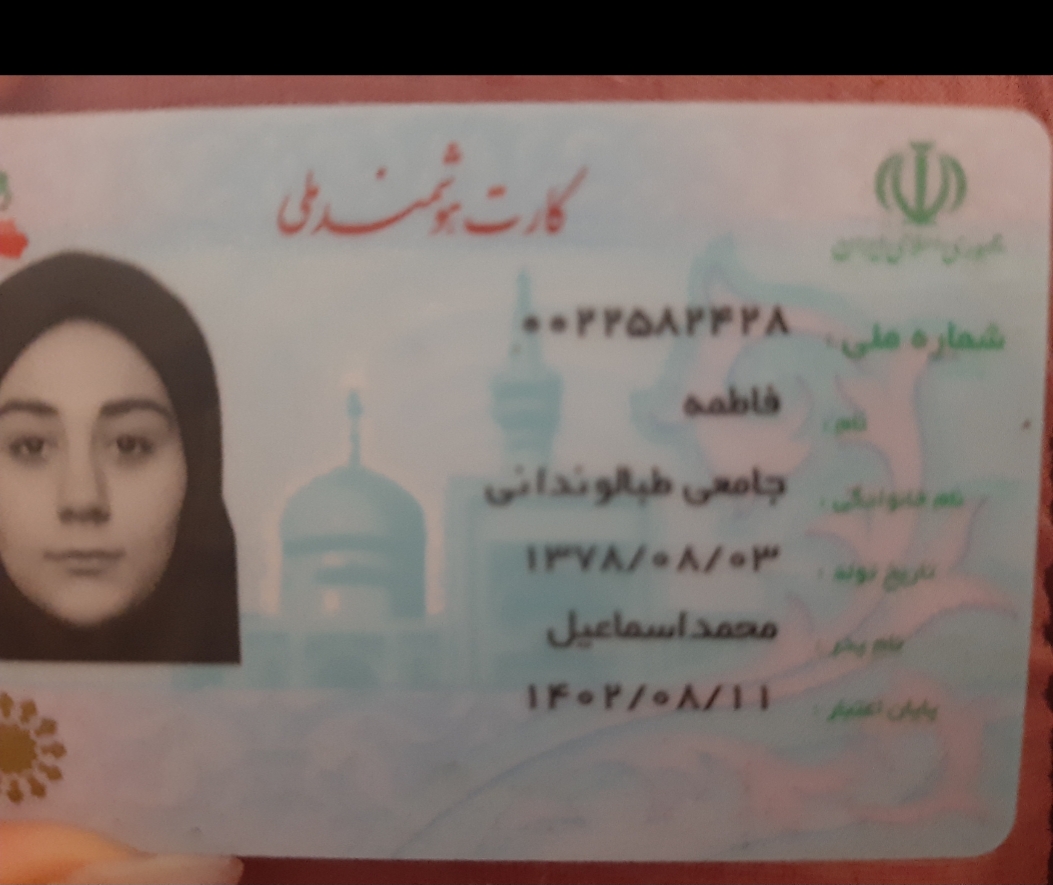 کارت هوشمند ملی
جمهوری اسلامی ایران
شماره ملی: ۰۰۲۲۵۸۲۴۲۸
نام: فاطمه
نام خانوادگی: جامعی طبالوندانی
تاریخ تولد: ۱۳۷۸/۰۸/۰۳
نام پدر: محمداسماعیل
پایان اعتبار: ۱۴۰۲/۰۸/۱۱